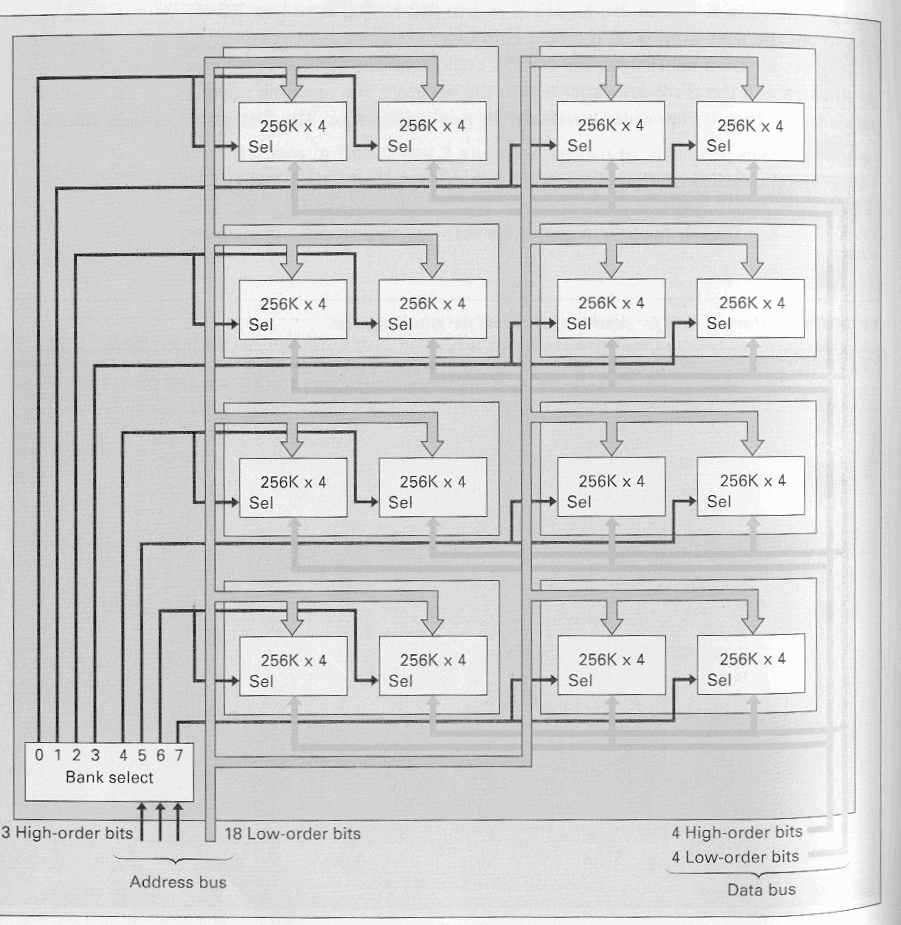 256K x 4 256K x 4 256K x 4 256K x 4
Sel Sel Sel Sel
256K x 4 256K x 4 256K x 4 256K x 4
Sel Sel Sel Sel
256K x 4 256K x 4 256K x 4 256K x 4
Sel Sel Sel Sel
256K x 4 256K x 4 256K x 4 256K x 4
Sel Sel Sel Sel
0 1 2 3 4 5 6 7
Bank select
3 High-order bits 18 Low-order bits 4 High-order bits
4 Low-order bits
Address bus Data bus